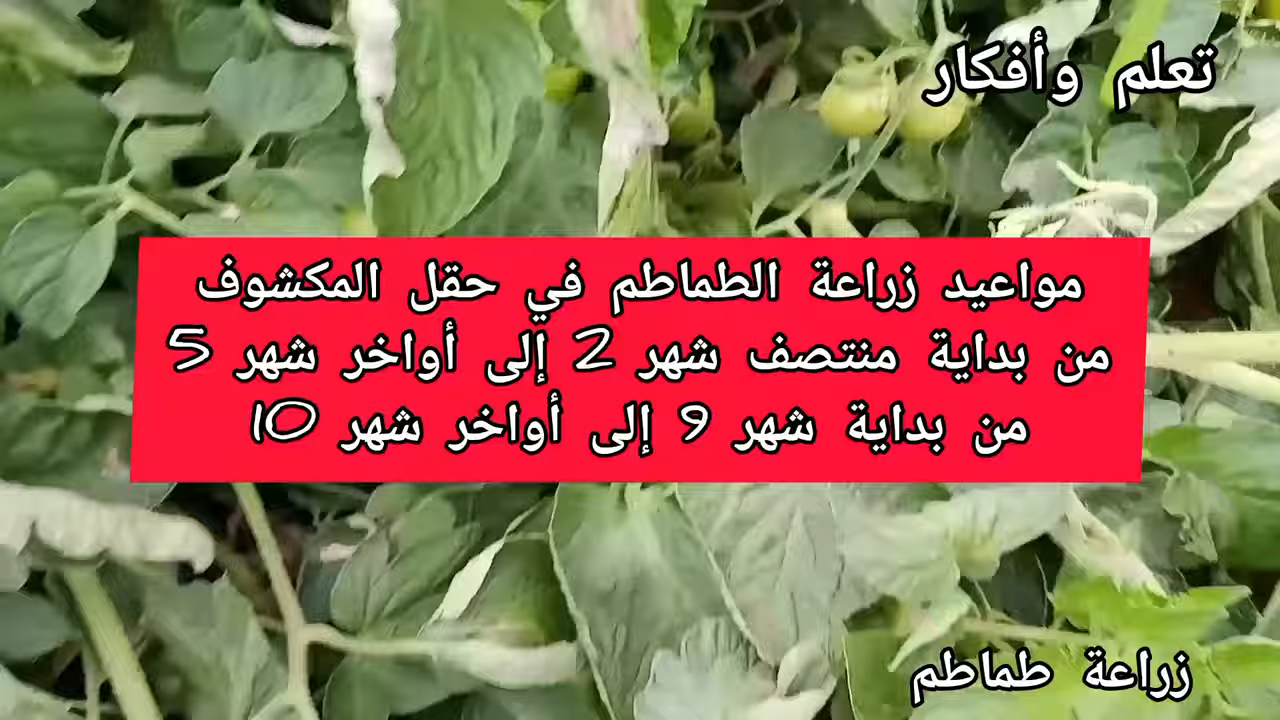 تعلم وأفكار
مواعيد زراعة الطماطم في حقل المكشوف
من بداية منتصف شهر 2 إلى أواخر شهر 5
من بداية شهر 9 إلى أواخر شهر 10
زراعة طماطم